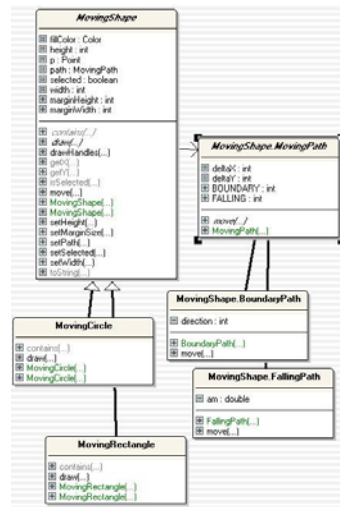 MovingShape
fillColor : Color
height : int
p : Point
path : MovingPath
selected : boolean
width : int
marginHeight : int
marginWidth : int
contains(...)
draw(...)
drawHandles(...)
getX(...)
getY(...)
isSelected(...)
move(...)
MovingShape(...)
MovingShape(...)
setHeight(...)
setMarginSize(...)
setPath(...)
setSelected(...)
setWidth(...)
toString(...)
MovingShape.MovingPath
deltaX : int
deltaY : int
BOUNDARY : int
FALLING : int
move(...)
MovingPath(...)
MovingShape.BoundaryPath
direction : int
BoundaryPath(...)
move(...)
MovingCircle
contains(...)
draw(...)
MovingCircle(...)
MovingCircle(...)
MovingShape.FallingPath
am : double
FallingPath(...)
move(...)
MovingRectangle
contains(...)
draw(...)
MovingRectangle(...)
MovingRectangle(...)